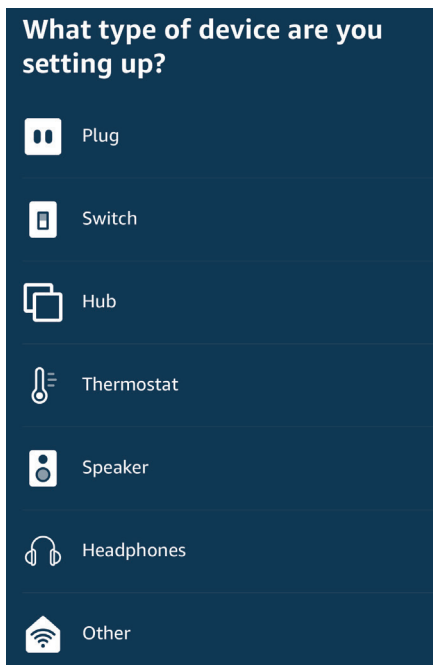 What type of device are you
setting up?
Plug
Switch
Hub
Thermostat
Speaker
Headphones
Other